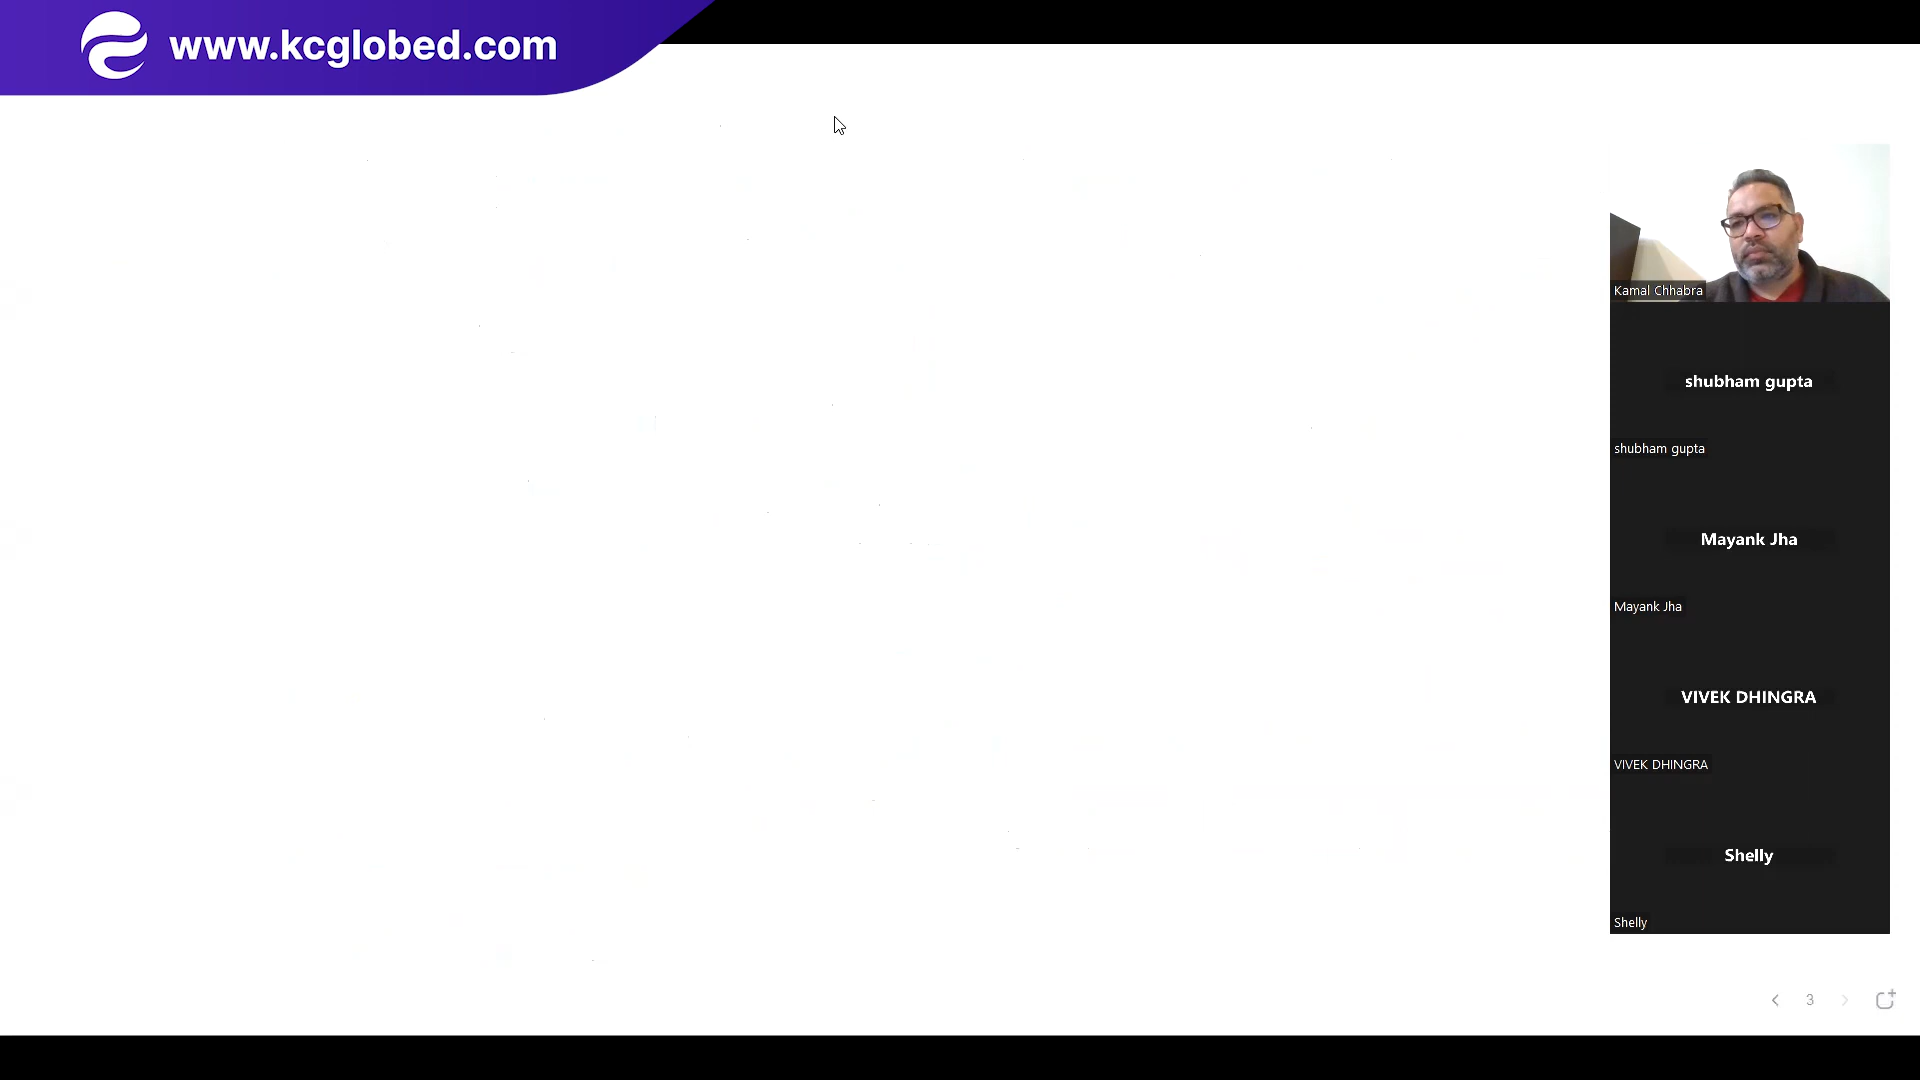 www.kcglobed.com
Kamal Chhabra
shubham gupta
shubham gupta
Mayank Jha
Mayank Jha
VIVEK DHINGRA
VIVEK DHINGRA
Shelly
Shelly
3